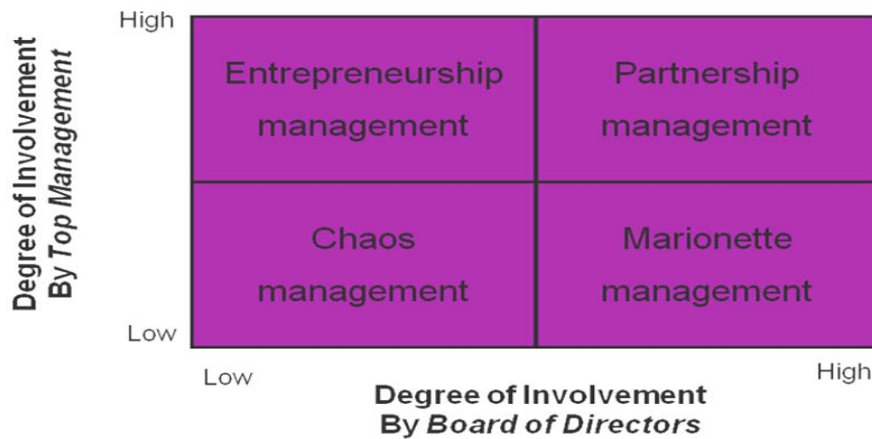 High
Degree of Involvement
By Top Management
Entrepreneurship
management
Partnership
management
Chaos
management
Marionette
management
Low
Low
High
Degree of Involvement
By Board of Directors